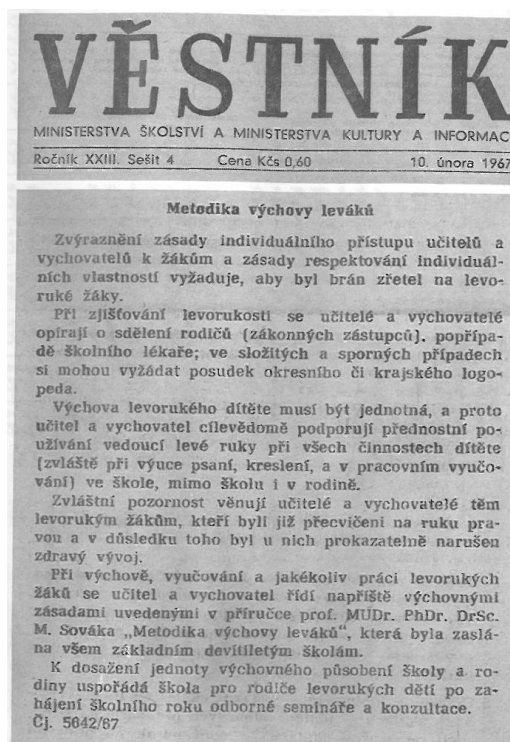 VĚSTNÍK
MINISTERSTVA ŠKOLSTVÍ A MINISTERSTVA KULTURY A INFORMAC
Ročník XXIII. Sešit 4 Cena Kčs 0,60 10. února 1967
Metodika výchovy leváků
Zvýraznění zásady individuálního přístupu učitelů a
vychovatelů k žákům a zásady respektování individuál-
ních vlastností vyžaduje, aby byl brán zřetel na levo-
ruké žáky.
Při zjišťování levorukosti se učitelé a vychovatelé
opírají o sdělení rodičů (zákonných zástupců). popřípa-
dě školního lékaře; ve složitých a sporných případech
si mohou vyžádat posudek okresního či krajského logo-
peda.
Výchova levorukého dítěte musí být jednotná, a proto
učitel a vychovatel cílevědomě podporují přednostní po-
užívání vedoucí levé ruky při všech činnostech dítěte
(zvláště při výuce psaní, kreslení, a v pracovním vyučo-
vání) ve škole, mimo školu i v rodině.
Zvláštní pozornost věnují učitelé a vychovatelé těm
levorukým žákům, kteří byli již přecvičeni na ruku pra-
vou a v důsledku toho byl u nich prokazatelně narušen
zdravý vývoj.
Při výchově, vyučování a jakékoliv práci levorukých
žáků se učitel a vychovatel řídí napříště výchovnými
zásadami uvedenými v příručce prof. MUDr. PhDr. DrSc.
M. Sováka „Metodika výchovy leváků“, která byla zaslá-
na všem základním devítiletým školám.
K dosažení jednoty výchovného působení školy a ro-
diny uspořádá škola pro rodiče levorukých dětí po za-
hájení školního roku odborné semináře a konzultace.
Čj. 5642/67